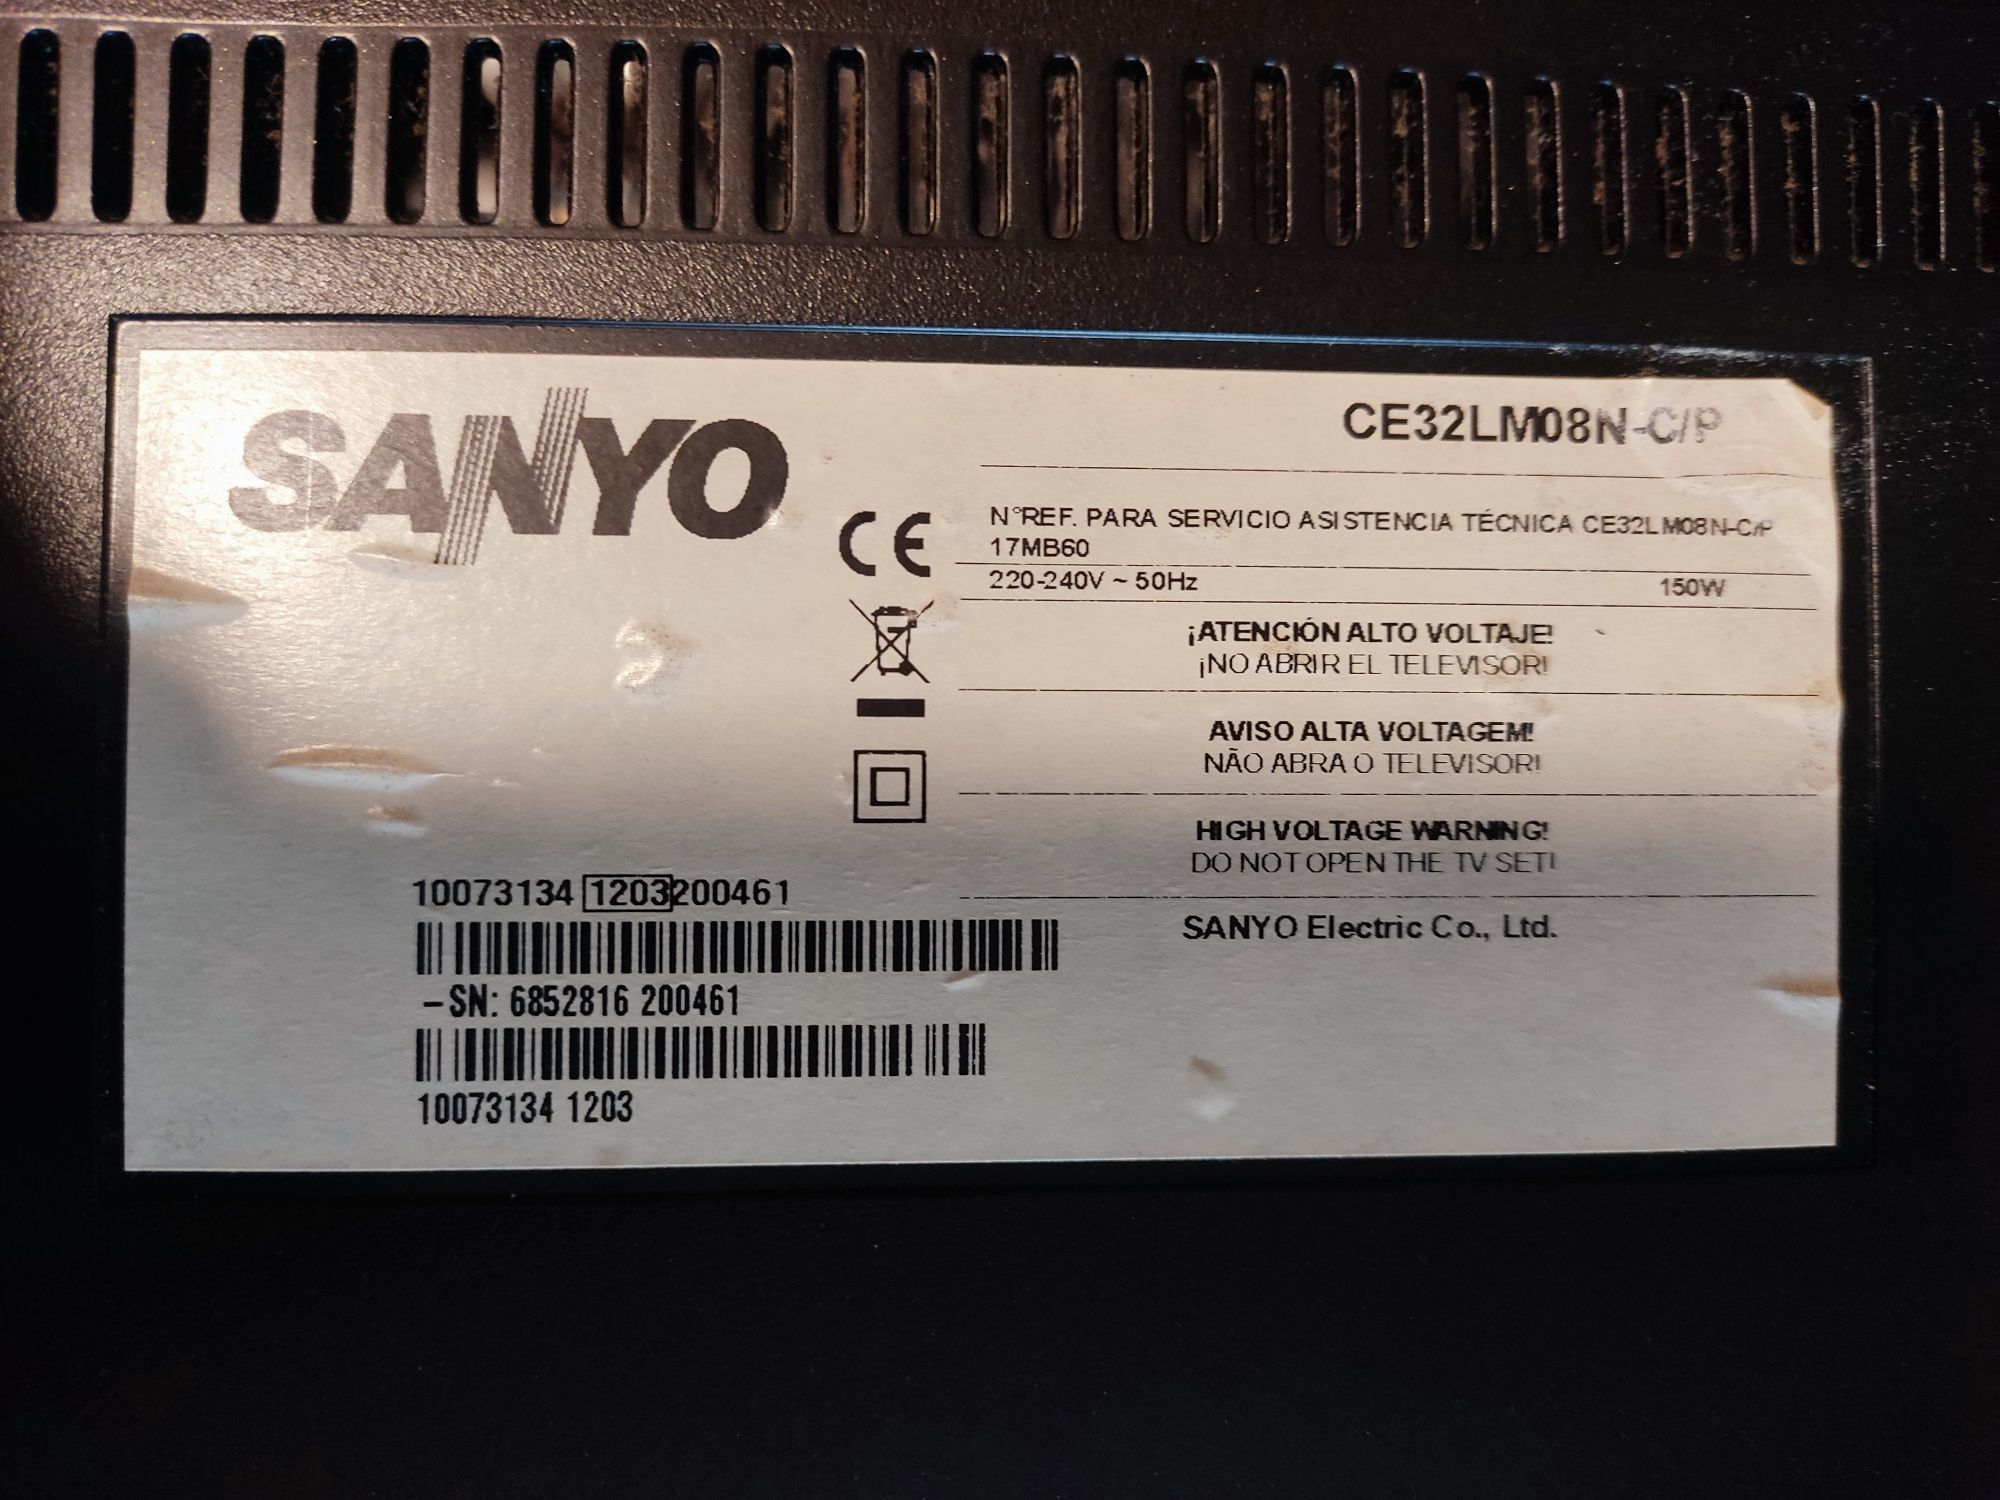 SANYO
CE32LM08N-C/P
CE
N°REF. PARA SERVICIO ASISTENCIA TÉCNICA CE32LM08N-C/P
17MB60
220-240V ~ 50Hz 150W
¡ATENCIÓN ALTO VOLTAJE!
¡NO ABRIR EL TELEVISOR!
AVISO ALTA VOLTAGEM!
NÃO ABRA O TELEVISOR!
HIGH VOLTAGE WARNING!
DO NOT OPEN THE TV SET!
SANYO Electric Co., Ltd.
10073134 1203200461
-SN: 6852816 200461
10073134 1203